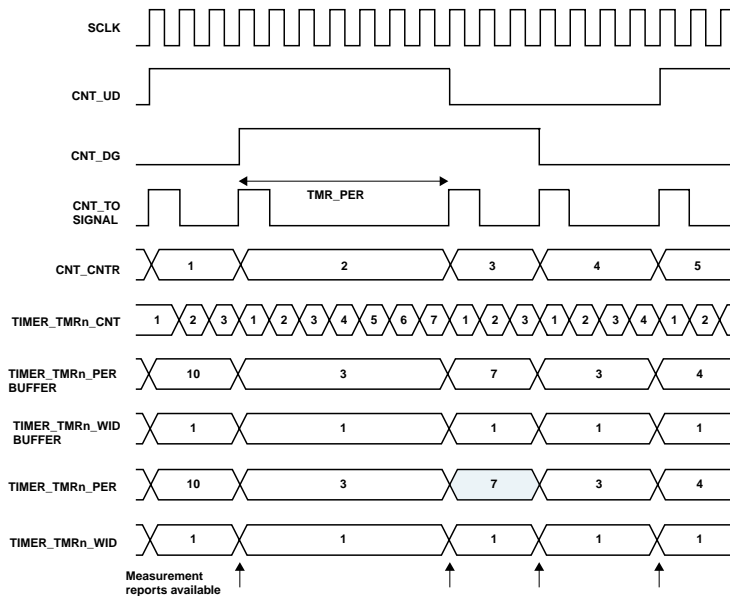 SCLK
CNT_UD
CNT_DG
TMR_PER
CNT_TO
SIGNAL
CNT_CNTR 1 2 3 4 5
TIMER_TMRn_CNT 1 2 3 1 2 3 4 5 6 7 1 2 3 1 2 3 4 1 2
TIMER_TMRn_PER
BUFFER
10 3 7 3 4
TIMER_TMRn_WID
BUFFER
1 1 1 1 1
TIMER_TMRn_PER 10 3 7 3 4
TIMER_TMRn_WID 1 1 1 1 1
Measurement
reports available